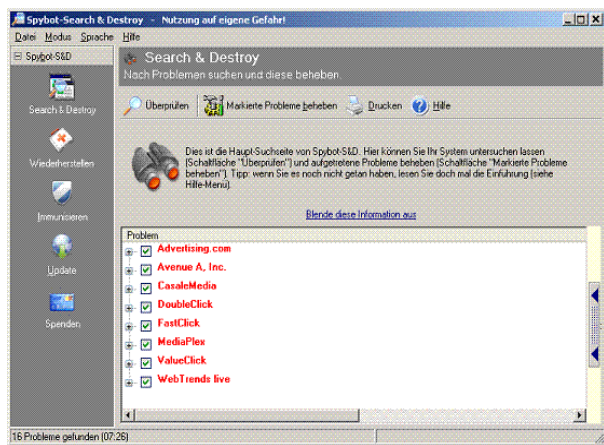 Spybot-Search & Destroy - Nutzung auf eigene Gefahr!
Datei Modus Sprache Hilfe
Spybot-S&D
Search & Destroy
Nach Problemen suchen und diese beheben.
Überprüfen Markierte Probleme beheben Drucken Hilfe
Search & Destroy
Wiederherstellen
Immunisieren
Update
Spenden
Dies ist die Haupt-Suchseite von Spybot-S&D. Hier können Sie Ihr System untersuchen lassen
(Schaltfläche "Überprüfen") und aufgetretene Probleme beheben (Schaltfläche "Markierte Probleme
beheben"). Tipp: wenn Sie es noch nicht getan haben, lesen Sie doch mal die Einführung (siehe
Hilfe-Menü).
Blende diese Information aus
Problem
Advertising.com
Avenue A, Inc.
CasaleMedia
DoubleClick
FastClick
MediaPlex
ValueClick
WebTrends live
16 Probleme gefunden (07:26)